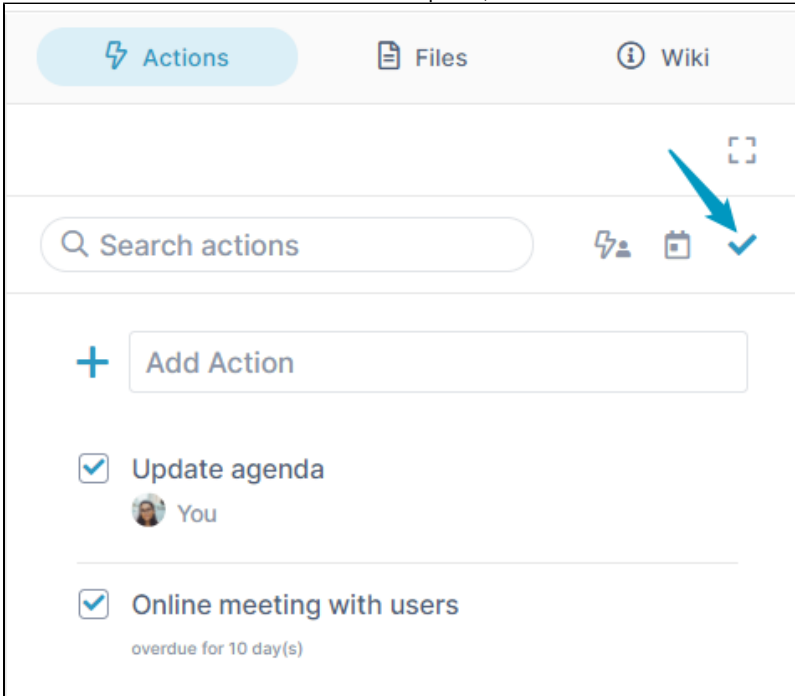 Actions Files Wiki
Search actions
Add Action
Update agenda
You
Online meeting with users
overdue for 10 day(s)